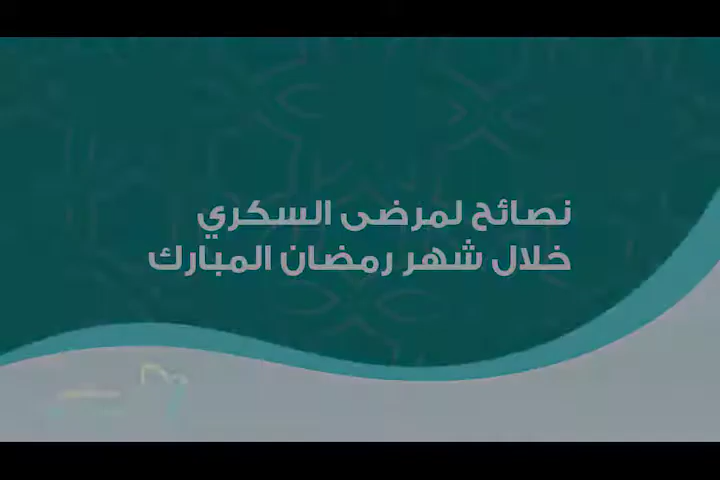 نصائح لمرضى السكري
خلال شهر رمضان المبارك